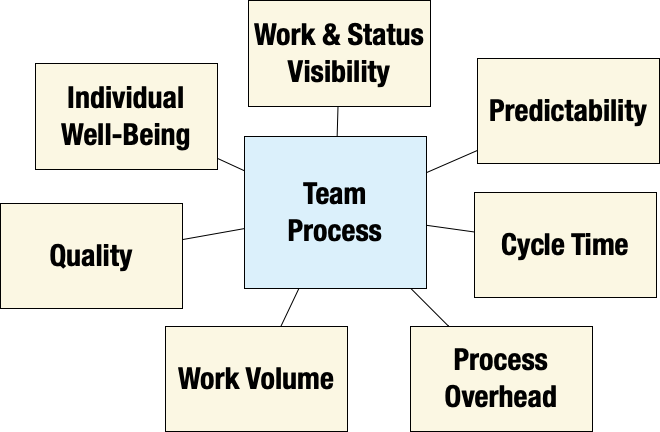 Work & Status
Visibility
Individual
Well-Being
Predictability
Team
Process
Quality
Cycle Time
Work Volume
Process
Overhead